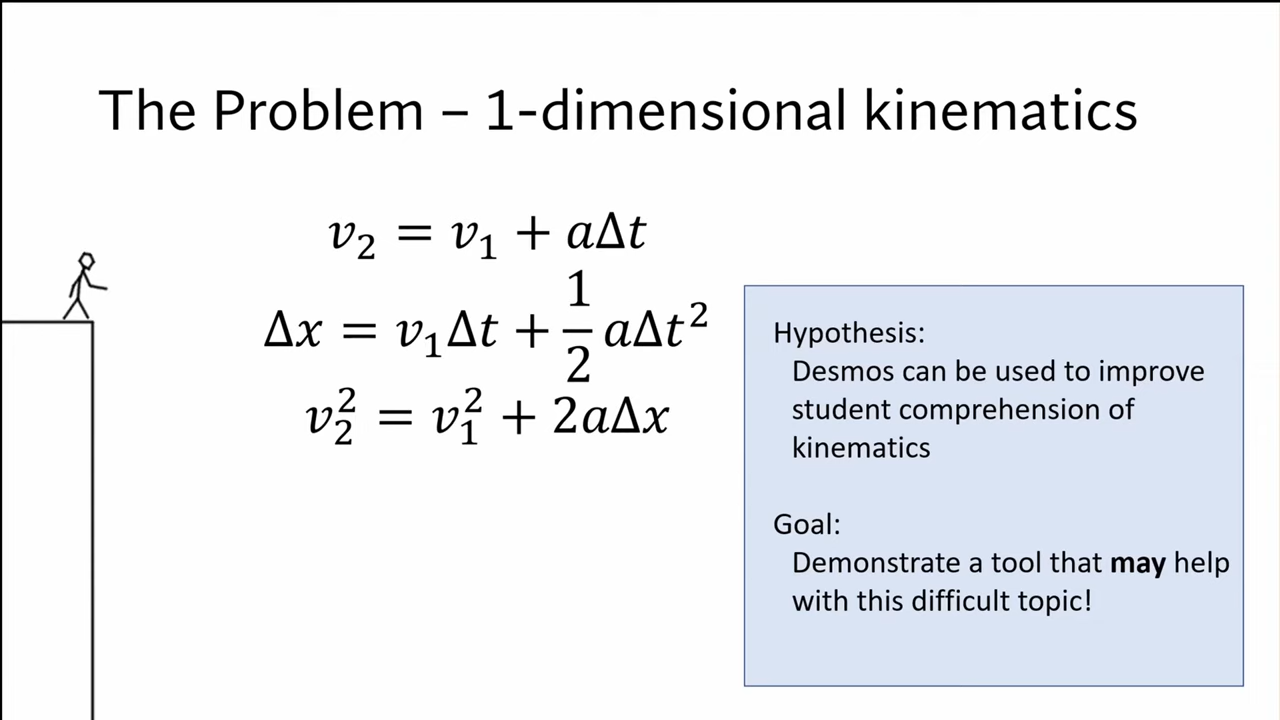 The Problem – 1-dimensional kinematics
v₂ = v₁ + aΔt
Δx = v₁Δt + 1/2 aΔt²
v₂² = v₁² + 2aΔx
Hypothesis:
Desmos can be used to improve
student comprehension of
kinematics
Goal:
Demonstrate a tool that may help
with this difficult topic!